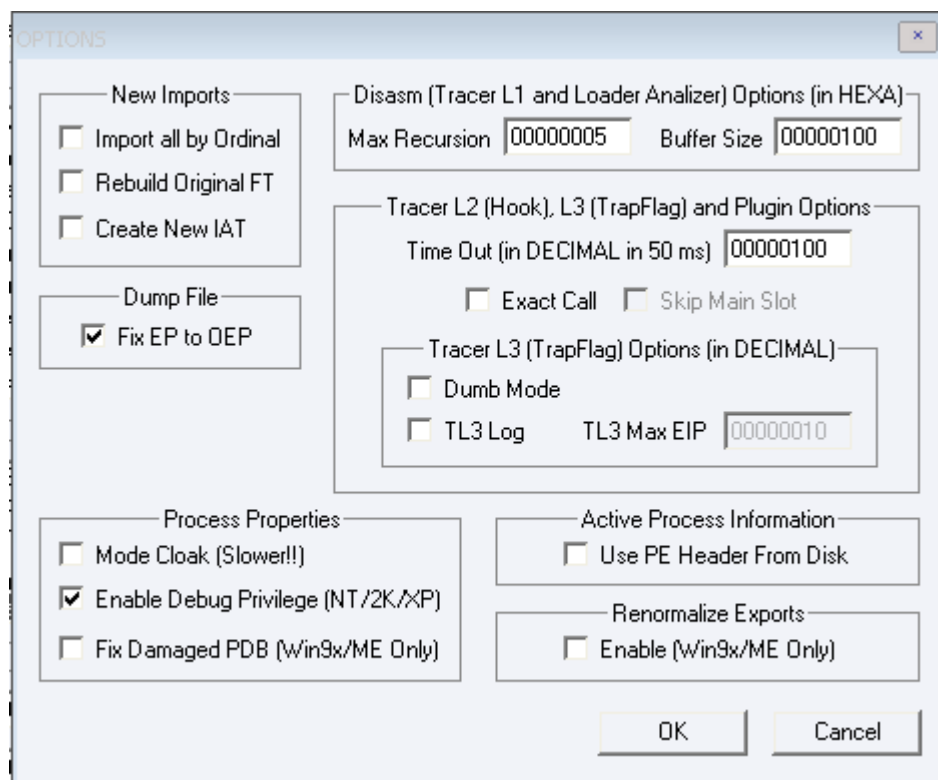 OPTIONS
New Imports
Import all by Ordinal
Rebuild Original FT
Create New IAT
Dump File
Fix EP to OEP
Disasm (Tracer L1 and Loader Analizer) Options (in HEXA)
Max Recursion 00000005 Buffer Size 00000100
Tracer L2 (Hook), L3 (TrapFlag) and Plugin Options
Time Out (in DECIMAL in 50 ms) 00000100
Exact Call Skip Main Slot
Tracer L3 (TrapFlag) Options (in DECIMAL)
Dumb Mode
TL3 Log TL3 Max EIP 00000010
Process Properties
Mode Cloak (Slower!!)
Enable Debug Privilege (NT/2K/XP)
Fix Damaged PDB (Win9x/ME Only)
Active Process Information
Use PE Header From Disk
Renormalize Exports
Enable (Win9x/ME Only)
OK Cancel